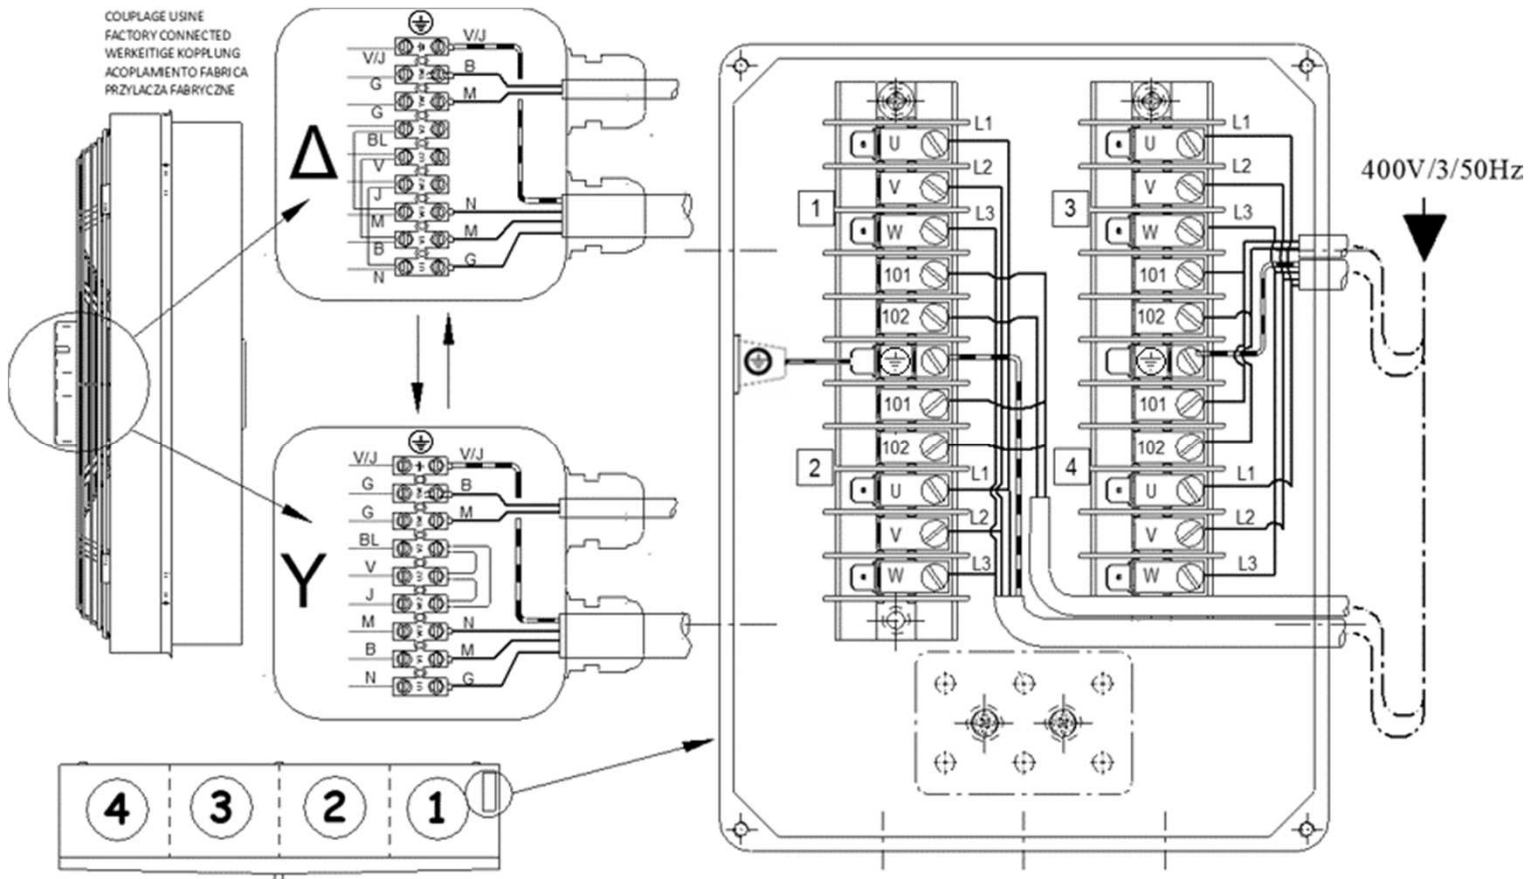 COUPLAGE USINE
FACTORY CONNECTED
WERKEITIGE KOPPLUNG
ACOPLAMIENTO FABRICA
PRZYLACZA FABRYCZNE
V/J
V/J
B
G
M
G
BL
V
J
N
M
M
B
G
N
Δ
V/J
V/J
G
B
G
M
BL
V
J
M
N
B
M
N
G
Y
4
3
2
1
1
U
L1
V
L2
W
L3
101
102
101
102
2
U
L1
V
L2
W
L3
3
U
L1
V
L2
W
L3
101
102
101
102
4
U
L1
V
L2
W
L3
400V/3/50Hz